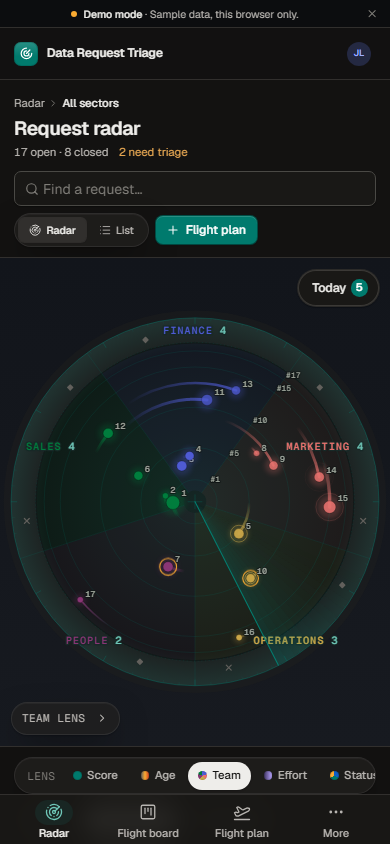 Demo mode · Sample data, this browser only.
Data Request Triage
JL
Radar > All sectors
Request radar
17 open · 8 closed 2 need triage
Find a request...
Radar List + Flight plan
Today 5
FINANCE 4
#17
13 #15
11
#10
12
SALES 4
MARKETING 4
4 #5 8
3 9
6 #1 14
2 1 15
5
7
10
17
16
PEOPLE 2 OPERATIONS 3
TEAM LENS >
LENS Score Age Team Effort Status
Radar Flight board Flight plan More